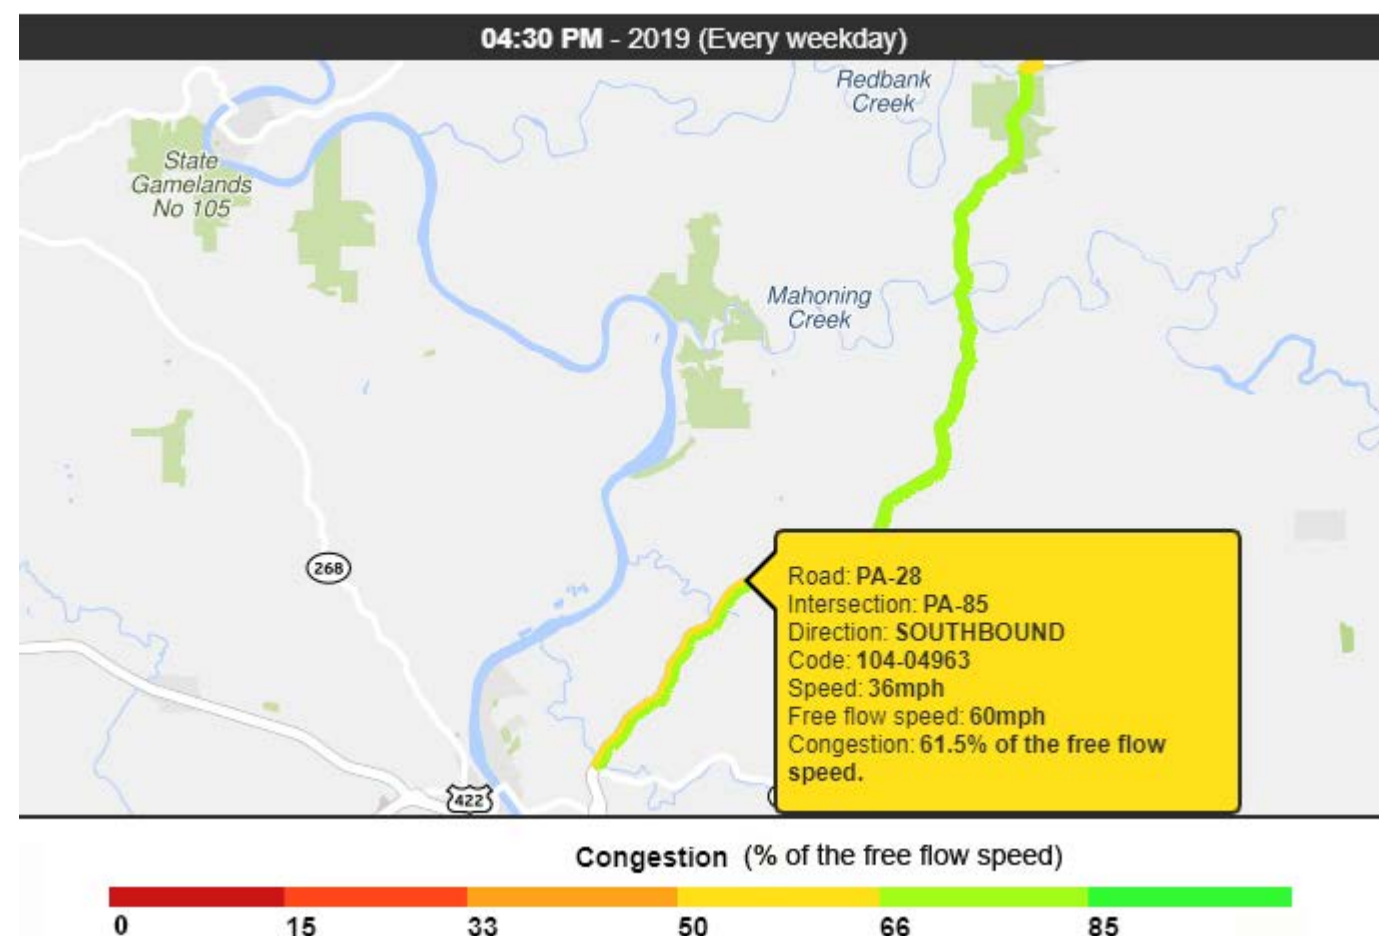 04:30 PM - 2019 (Every weekday)
Redbank
Creek
State
Gamelands
No 105
Mahoning
Creek
268
Road: PA-28
Intersection: PA-85
Direction: SOUTHBOUND
Code: 104-04963
Speed: 36mph
Free flow speed: 60mph
Congestion: 61.5% of the free flow
speed.
422
Congestion (% of the free flow speed)
0 15 33 50 66 85